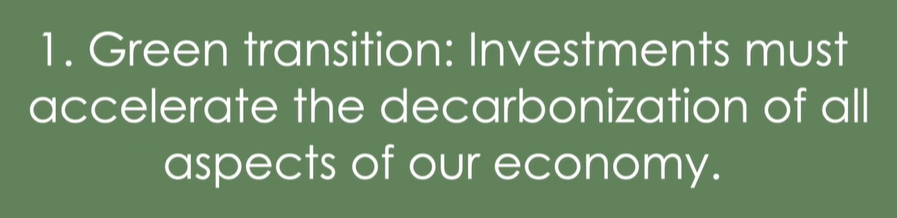 1. Green transition: Investments must
accelerate the decarbonization of all
aspects of our economy.